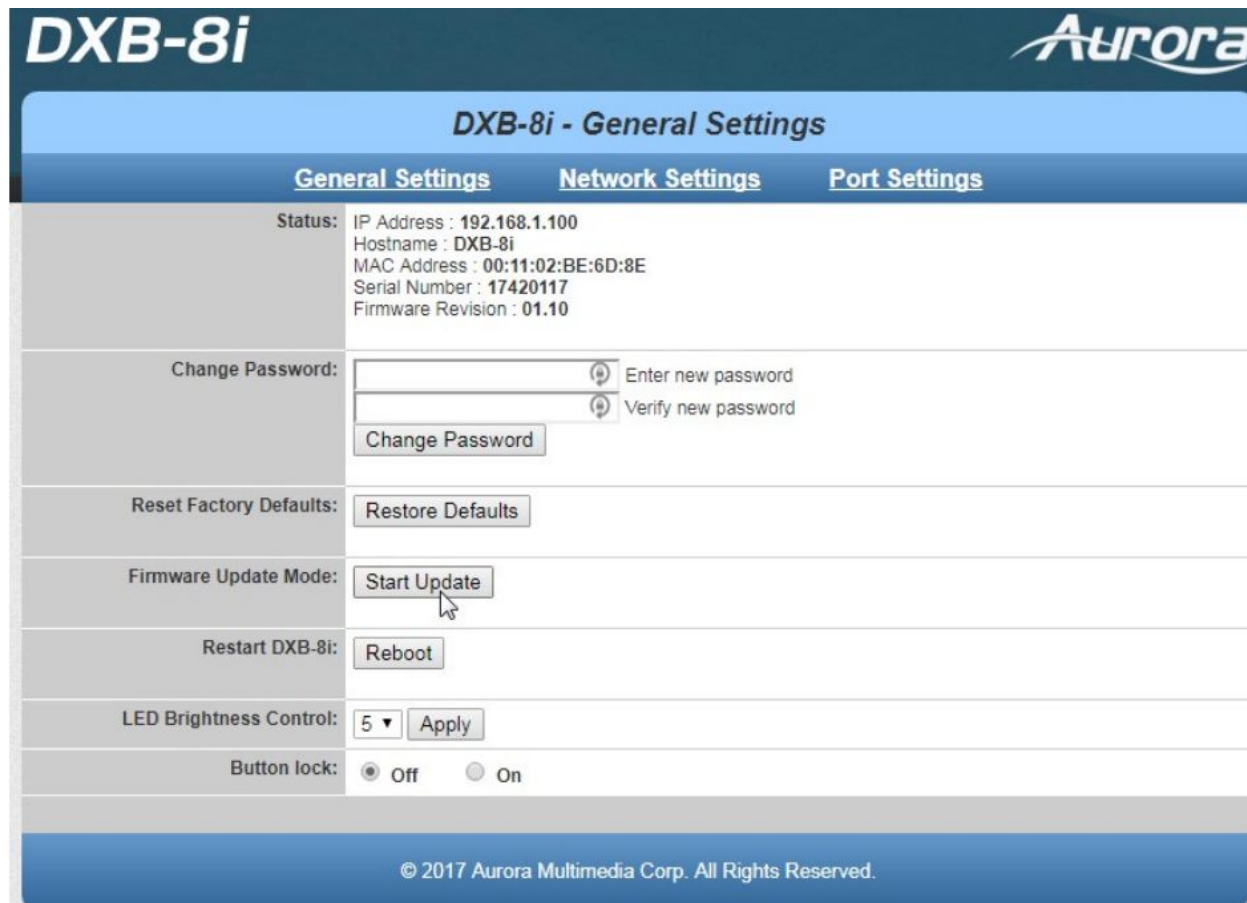 DXB-8i
Aurora
DXB-8i - General Settings
General Settings Network Settings Port Settings
Status: IP Address : 192.168.1.100
Hostname : DXB-8i
MAC Address : 00:11:02:BE:6D:8E
Serial Number : 17420117
Firmware Revision : 01.10
Change Password: Enter new password
Verify new password
Change Password
Reset Factory Defaults: Restore Defaults
Firmware Update Mode: Start Update
Restart DXB-8i: Reboot
LED Brightness Control: 5 Apply
Button lock: Off On
© 2017 Aurora Multimedia Corp. All Rights Reserved.